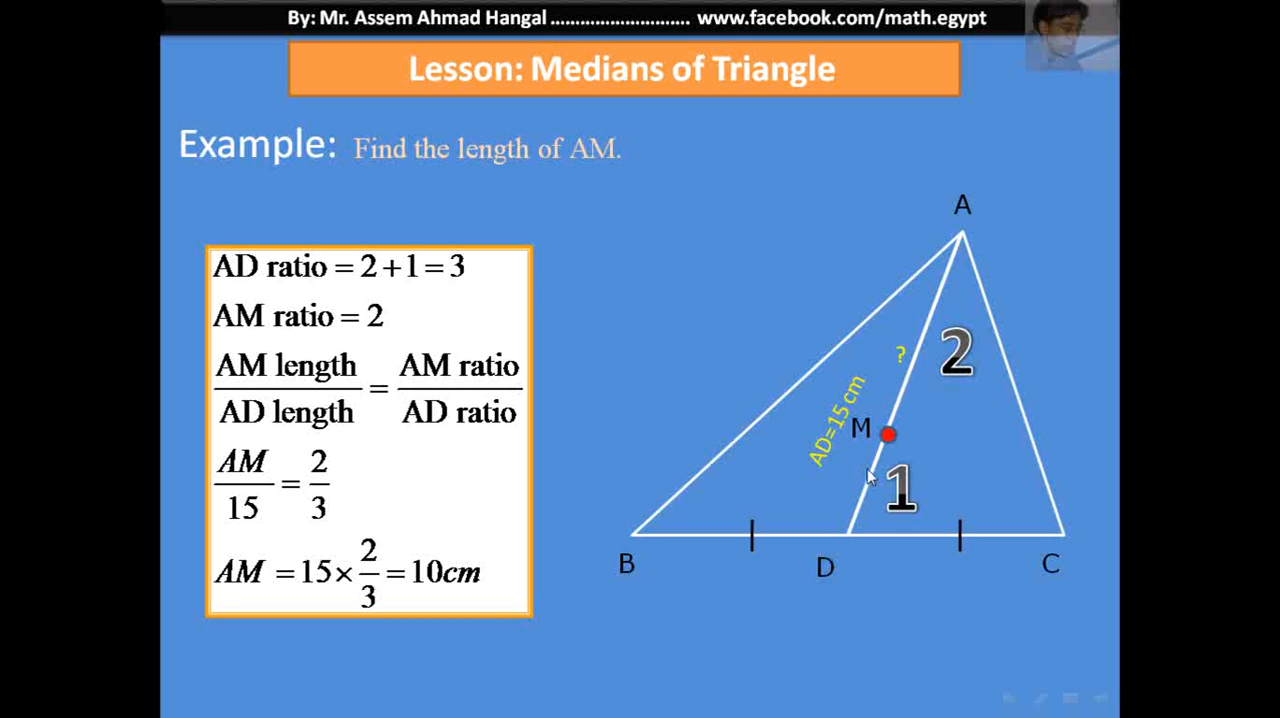 By: Mr. Assem Ahmad Hangal ............................ www.facebook.com/math.egypt
Lesson: Medians of Triangle
Example: Find the length of AM.
AD ratio = 2 + 1 = 3
AM ratio = 2
AM length / AD length = AM ratio / AD ratio
AM / 15 = 2 / 3
AM = 15 × 2 / 3 = 10cm
A
2
?
AD=15 cm
M
1
B
D
C